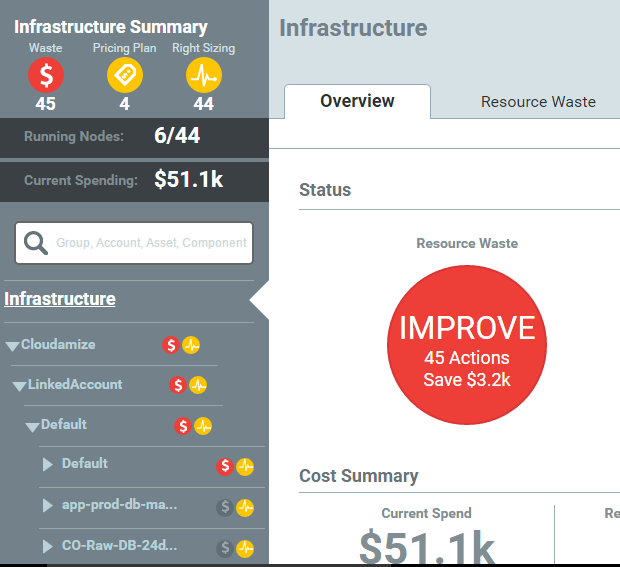 Infrastructure Summary
Waste Pricing Plan Right Sizing
45 4 44
Running Nodes: 6/44
Current Spending: $51.1k
Group, Account, Asset, Component
Infrastructure
Cloudamize
LinkedAccount
Default
Default
app-prod-db-ma...
CO-Raw-DB-24d...
Infrastructure
Overview Resource Waste
Status
Resource Waste
IMPROVE
45 Actions
Save $3.2k
Cost Summary
Current Spend
$51.1k
Re